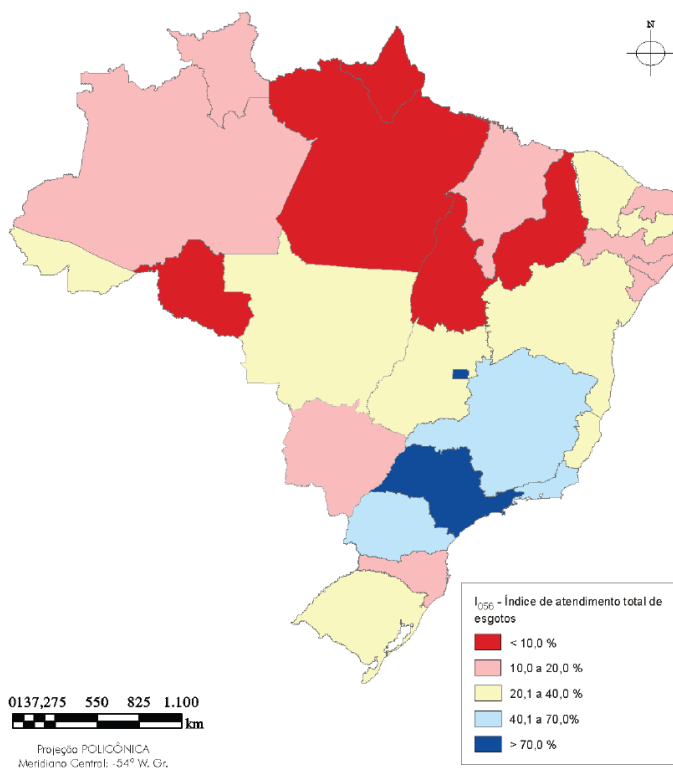 N
I056 - Índice de atendimento total de
esgotos
< 10,0 %
10,0 a 20,0 %
20,1 a 40,0 %
40,1 a 70,0%
> 70,0 %
0137,275 550 825 1.100
km
Projeção POLICÔNICA
Meridiano Central: -54º W. Gr.